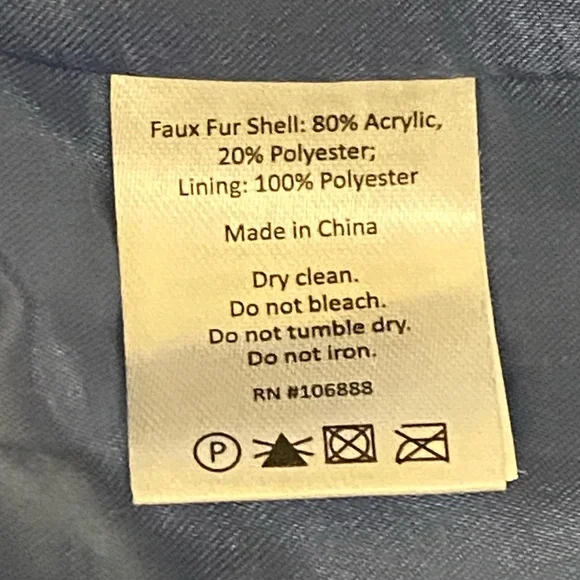 Faux Fur Shell: 80% Acrylic,
20% Polyester;
Lining: 100% Polyester
Made in China
Dry clean.
Do not bleach.
Do not tumble dry.
Do not iron.
RN #106888
P